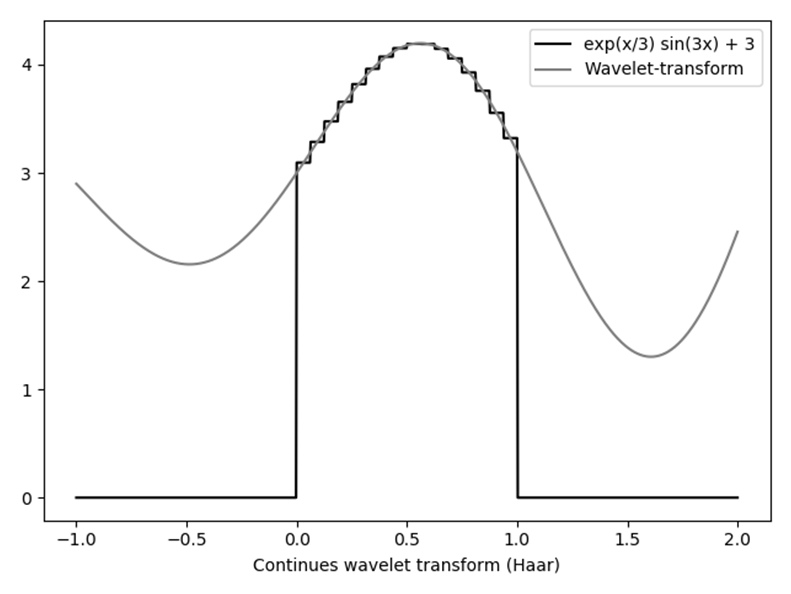 exp(x/3) sin(3x) + 3
Wavelet-transform
4
3
2
1
0
−1.0 −0.5 0.0 0.5 1.0 1.5 2.0
Continues wavelet transform (Haar)